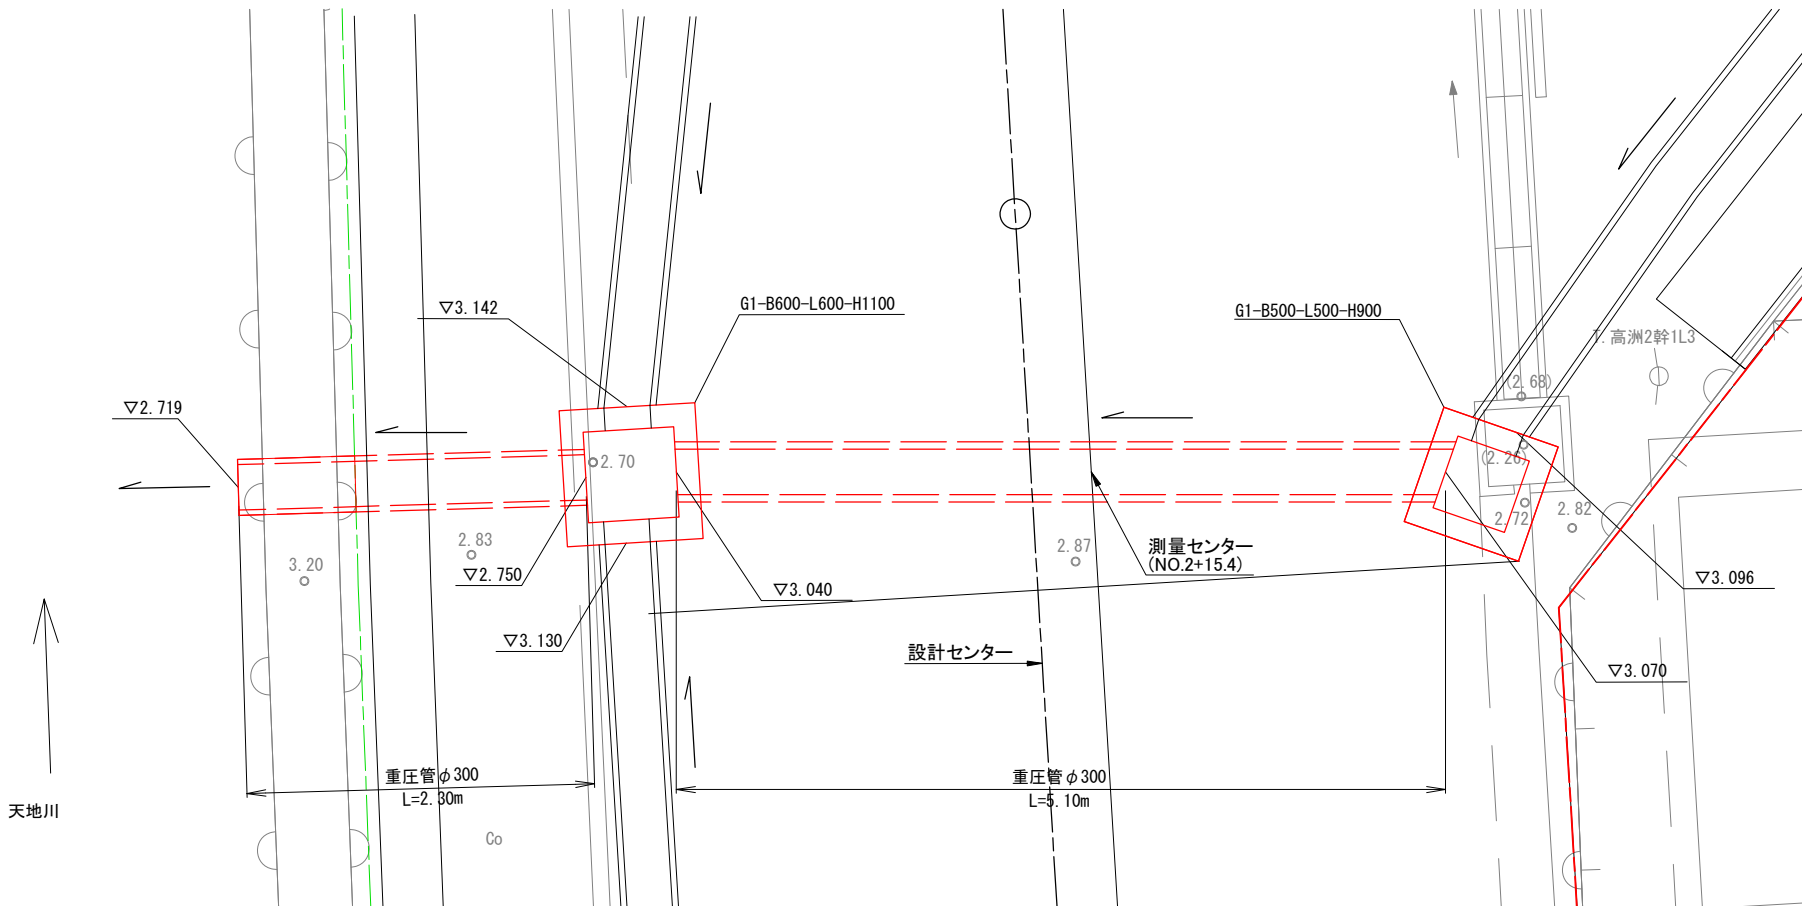 ▽3.142
G1-B600-L600-H1100
G1-B500-L500-H900
T.高洲2幹1L3
(2.68)
▽2.719
2.70
(2.26)
2.72
2.82
2.83
3.20
▽2.750
2.87
測量センター
(NO.2+15.4)
▽3.040
▽3.096
▽3.130
設計センター
▽3.070
重圧管φ300
L=2.30m
重圧管φ300
L=5.10m
天地川
Co